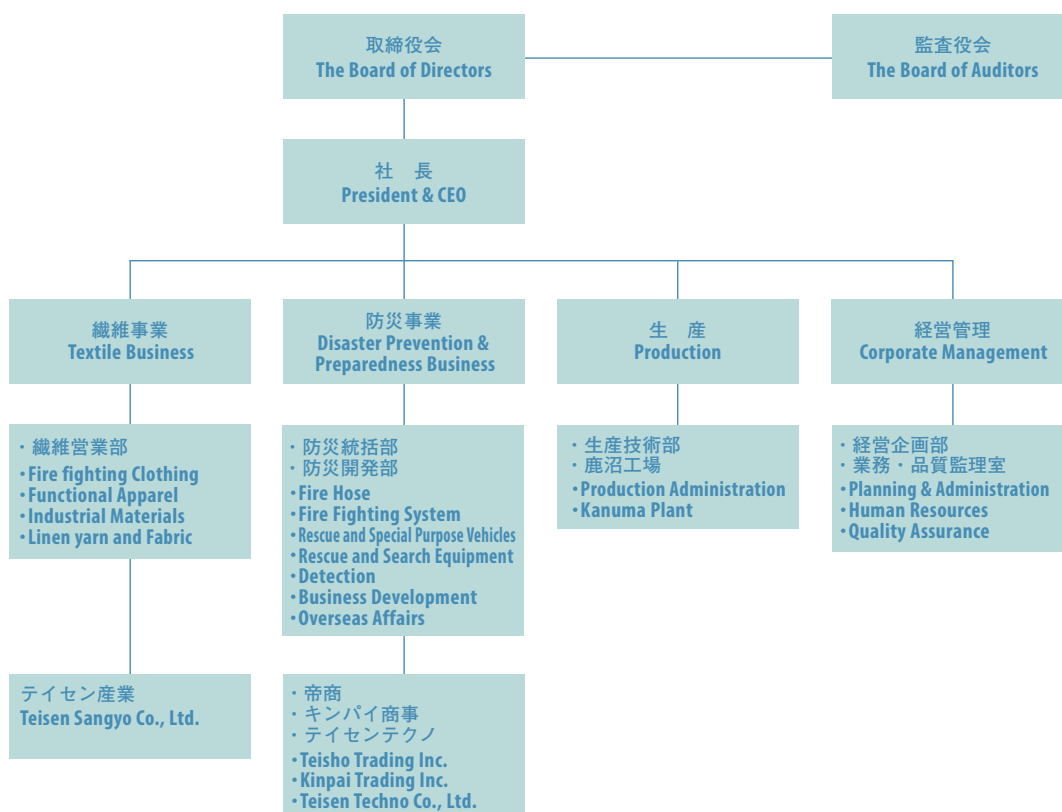 取締役会
The Board of Directors
監査役会
The Board of Auditors
社　長
President & CEO
繊維事業
Textile Business
防災事業
Disaster Prevention &
Preparedness Business
生　産
Production
経営管理
Corporate Management
・繊維営業部
•Fire fighting Clothing
•Functional Apparel
•Industrial Materials
•Linen yarn and Fabric
・防災統括部
・防災開発部
•Fire Hose
•Fire Fighting System
•Rescue and Special Purpose Vehicles
•Rescue and Search Equipment
•Detection
•Business Development
•Overseas Affairs
・生産技術部
・鹿沼工場
•Production Administration
•Kanuma Plant
・経営企画部
・業務・品質監理室
•Planning & Administration
•Human Resources
•Quality Assurance
テイセン産業
Teisen Sangyo Co., Ltd.
・帝商
・キンパイ商事
・テイセンテクノ
•Teisho Trading Inc.
•Kinpai Trading Inc.
•Teisen Techno Co., Ltd.